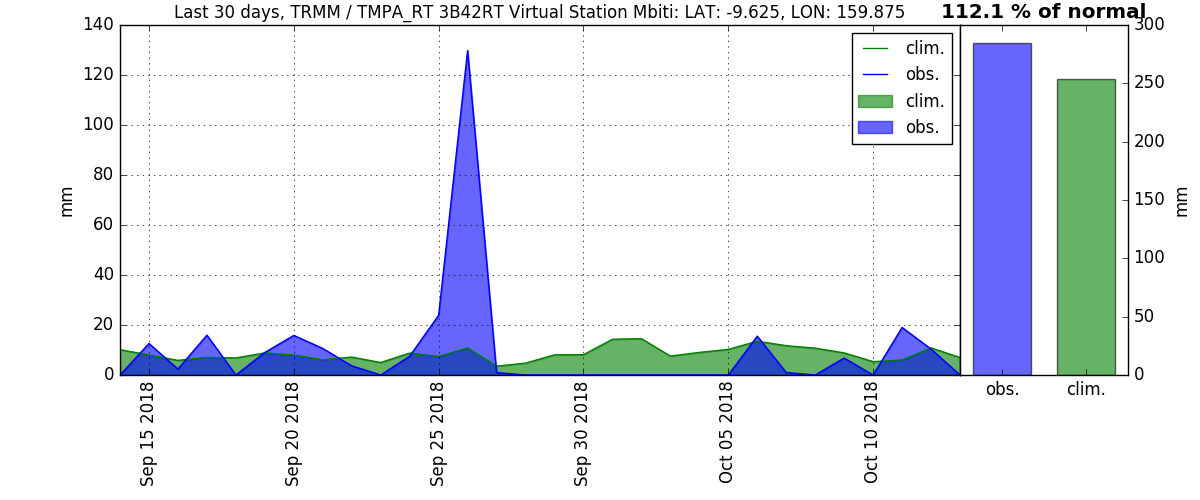 Last 30 days, TRMM / TMPA_RT 3B42RT Virtual Station Mbiti: LAT: -9.625, LON: 159.875
112.1 % of normal
140
120
100
80
60
40
20
0
mm
clim.
obs.
clim.
obs.
300
250
200
150
100
50
0
mm
obs.
clim.
Sep 15 2018
Sep 20 2018
Sep 25 2018
Sep 30 2018
Oct 05 2018
Oct 10 2018